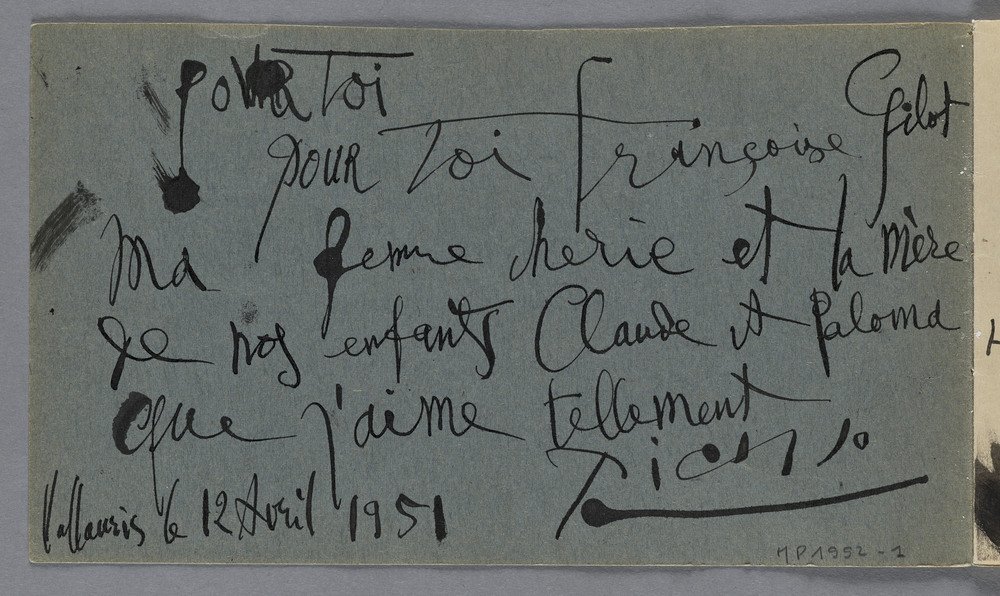 pour toi
pour toi Françoise Gilot
Ma femme cherie et la mère
de nos enfants Claude et Paloma
que j'aime tellement
Picasso
Vallauris le 12 Avril 1951
MP1992-1